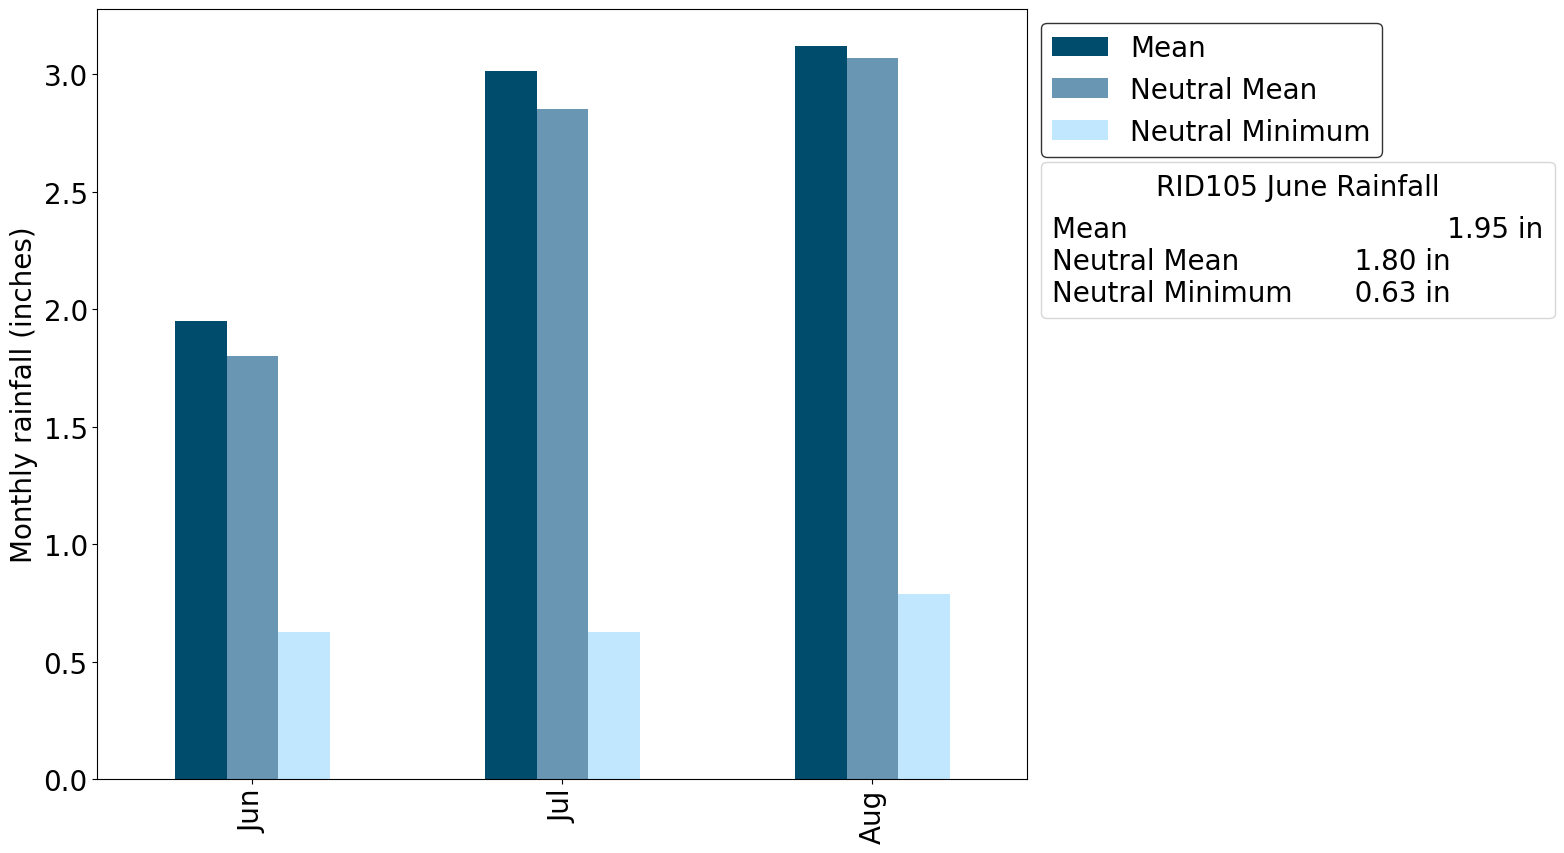 Monthly rainfall (inches)
3.0
2.5
2.0
1.5
1.0
0.5
0.0
Jun
Jul
Aug
Mean
Neutral Mean
Neutral Minimum
RID105 June Rainfall
Mean 1.95 in
Neutral Mean 1.80 in
Neutral Minimum 0.63 in